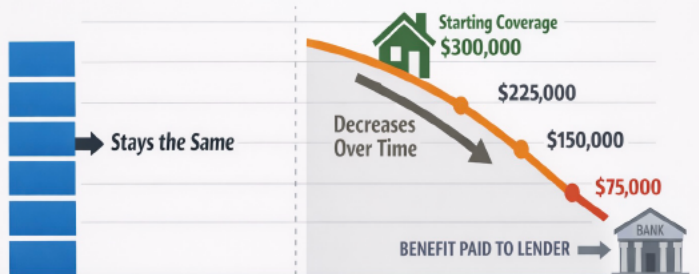 Starting Coverage
$300,000
$225,000
Decreases
Over Time
Stays the Same
$150,000
$75,000
BANK
BENEFIT PAID TO LENDER